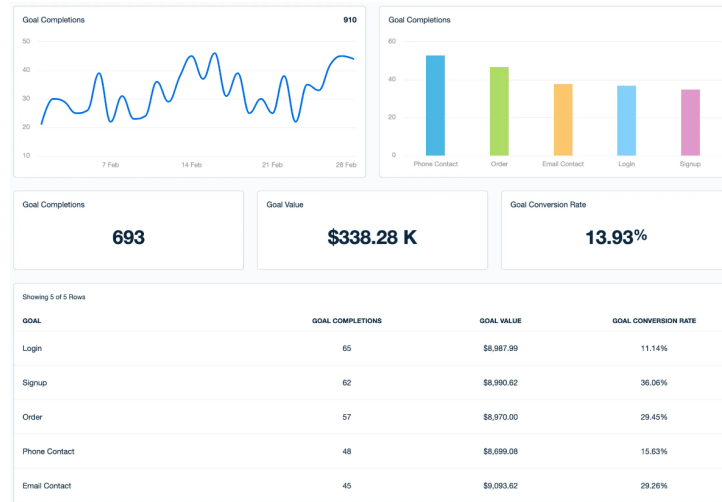 Goal Completions 910
50
40
30
20
10
7 Feb 14 Feb 21 Feb 28 Feb
Goal Completions
60
40
20
0
Phone Contact Order Email Contact Login Signup
Goal Completions
693
Goal Value
$338.28 K
Goal Conversion Rate
13.93%
Showing 5 of 5 Rows
GOAL GOAL COMPLETIONS GOAL VALUE GOAL CONVERSION RATE
Login 65 $8,987.99 11.14%
Signup 62 $8,990.62 36.06%
Order 57 $8,970.00 29.45%
Phone Contact 48 $8,699.08 15.63%
Email Contact 45 $9,093.62 29.26%